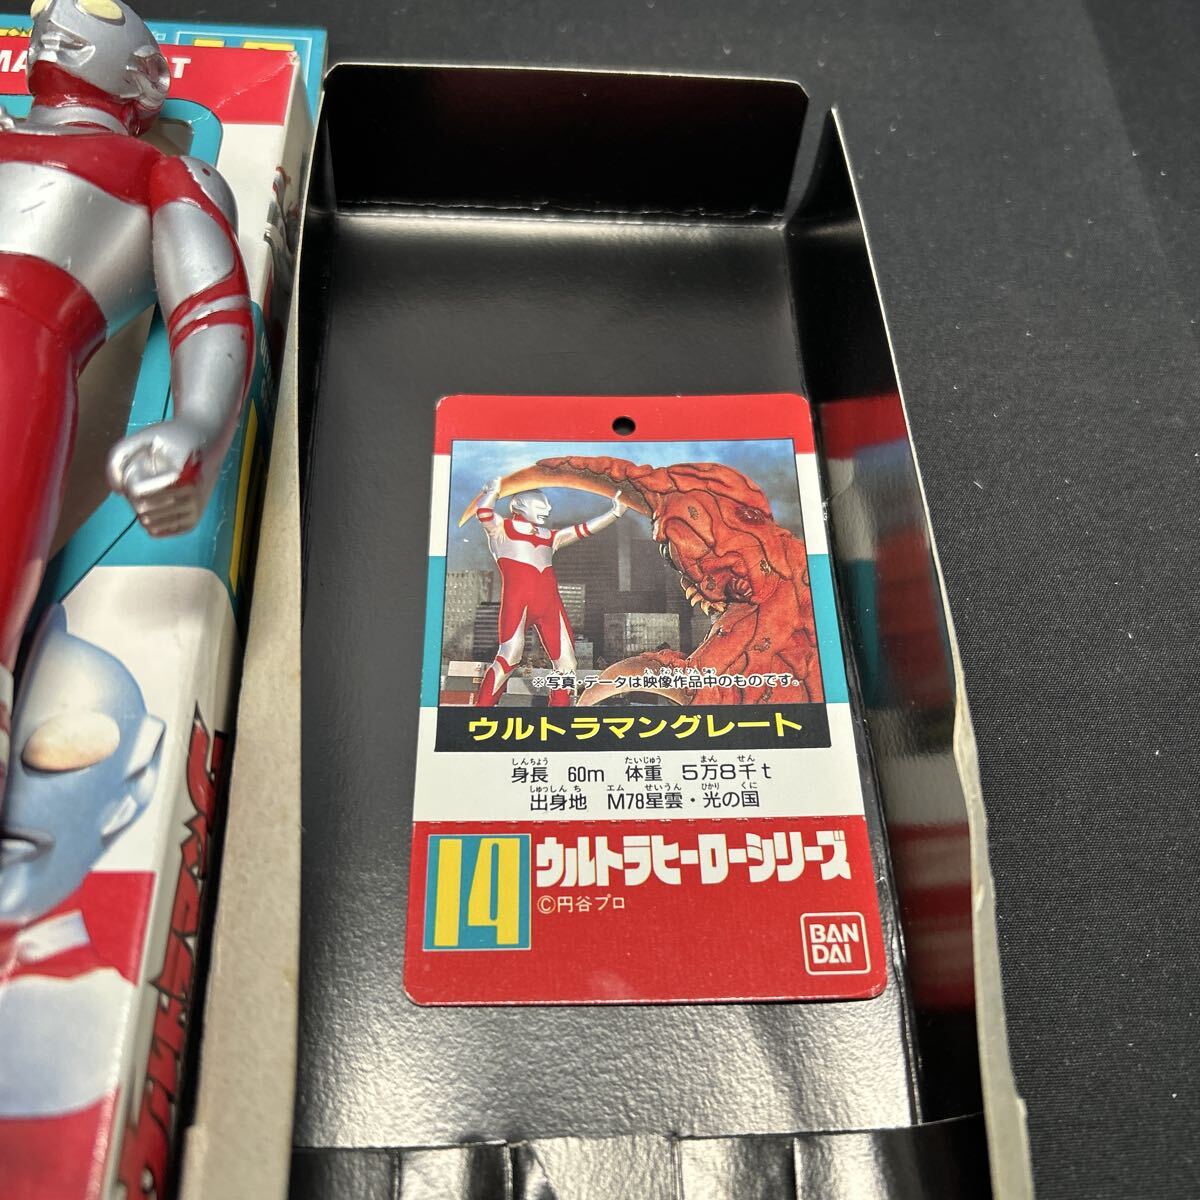 ※写真・データは映像作品中のものです。
ウルトラマングレート
身長 60m 体重 5万8千t
出身地 M78星雲・光の国
14 ウルトラヒーローシリーズ
©円谷プロ
BAN
DAI